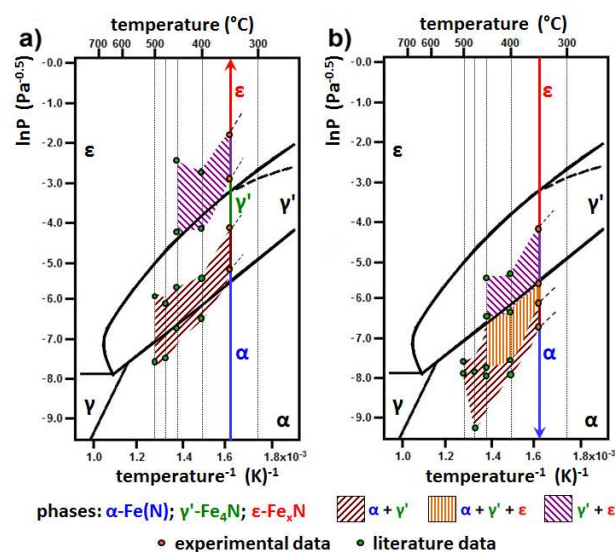 temperature (°C)
temperature (°C)
a)
700 600 500 400 300
b)
700 600 500 400 300
lnP (Pa-0.5)
lnP (Pa-0.5)
-0.0
-1.0
-2.0
-3.0
-4.0
-5.0
-6.0
-7.0
-8.0
-9.0
ε
ε
γ'
γ'
α
γ
α
-0.0
-1.0
-2.0
-3.0
-4.0
-5.0
-6.0
-7.0
-8.0
-9.0
ε
ε
γ'
α
γ
α
1.0 1.2 1.4 1.6 1.8x10-3
1.0 1.2 1.4 1.6 1.8x10-3
temperature-1 (K)-1
temperature-1 (K)-1
phases: α-Fe(N); γ'-Fe4N; ε-FexN
α + γ'
α + γ' + ε
γ' + ε
experimental data
literature data